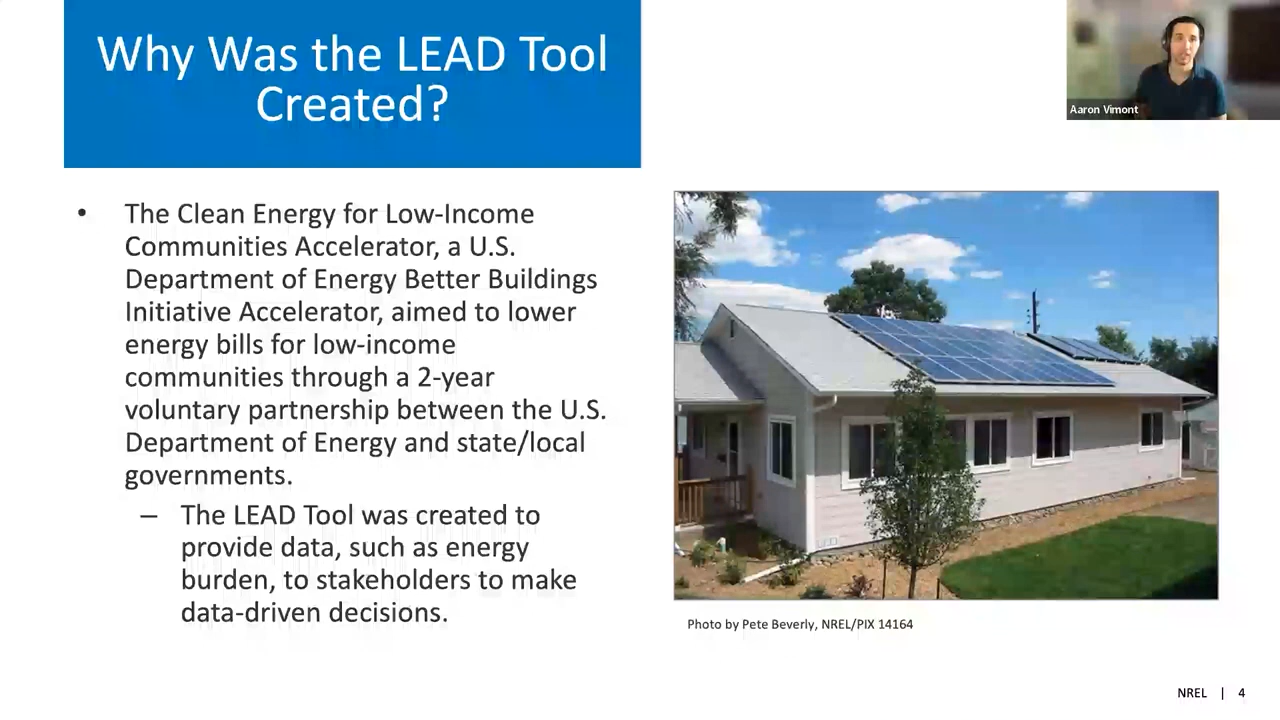 Why Was the LEAD Tool
Created?
Aaron Vimont
• The Clean Energy for Low-Income
Communities Accelerator, a U.S.
Department of Energy Better Buildings
Initiative Accelerator, aimed to lower
energy bills for low-income
communities through a 2-year
voluntary partnership between the U.S.
Department of Energy and state/local
governments.
– The LEAD Tool was created to
provide data, such as energy
burden, to stakeholders to make
data-driven decisions.
Photo by Pete Beverly, NREL/PIX 14164
NREL | 4